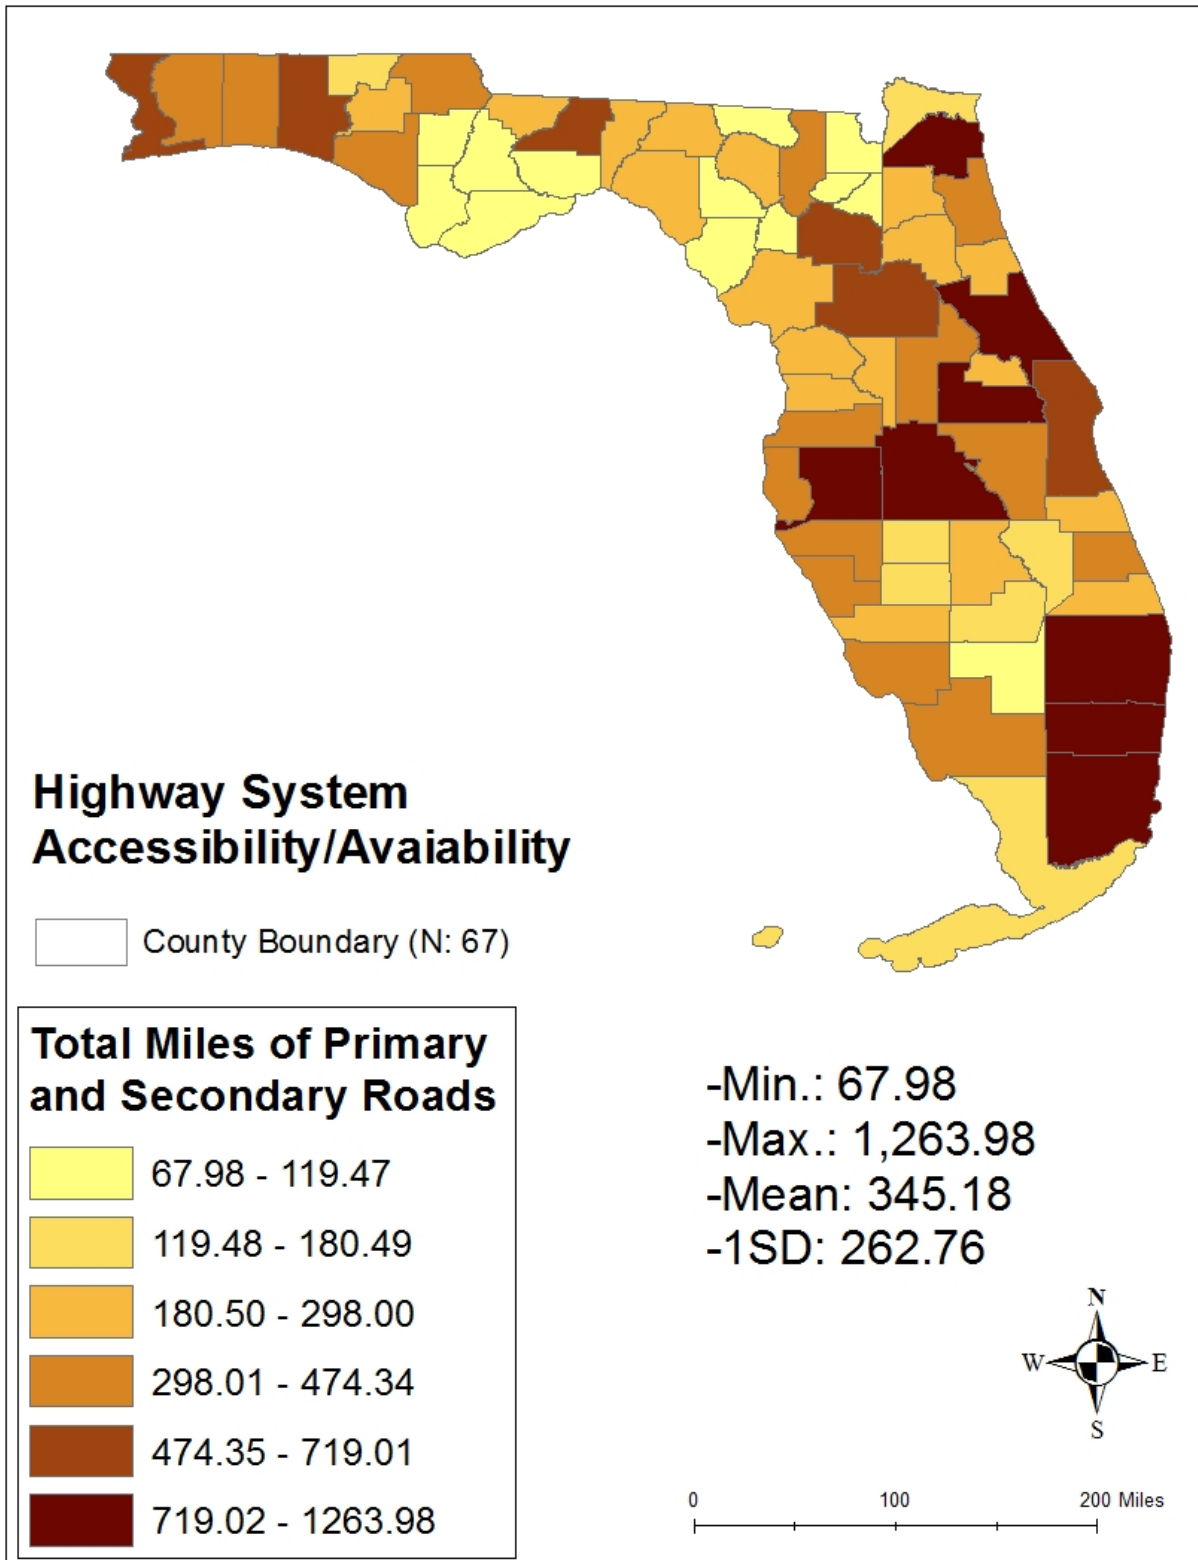 Highway System
Accessibility/Avaiability
County Boundary (N: 67)
Total Miles of Primary
and Secondary Roads
67.98 - 119.47
119.48 - 180.49
180.50 - 298.00
298.01 - 474.34
474.35 - 719.01
719.02 - 1263.98
-Min.: 67.98
-Max.: 1,263.98
-Mean: 345.18
-1SD: 262.76
N
W E
S
0 100 200 Miles